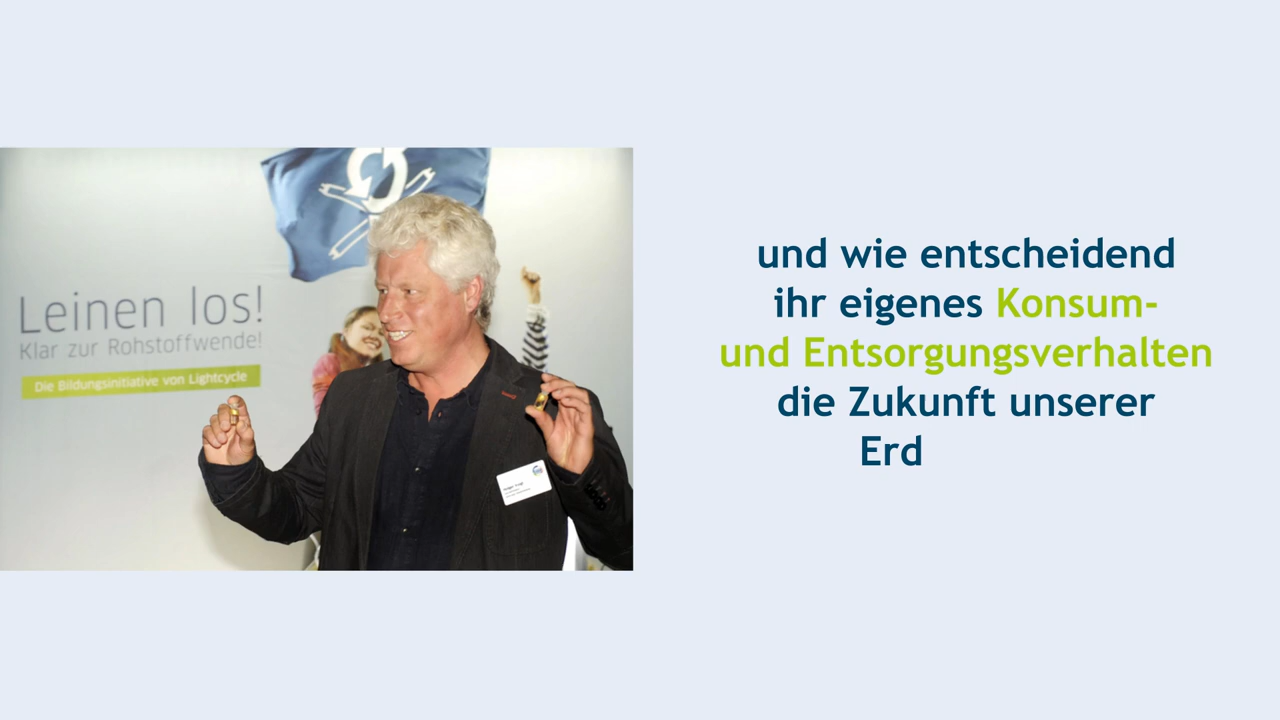 Leinen los!
Klar zur Rohstoffwende!
Die Bildungsinitiative von Lightcycle
und wie entscheidend
ihr eigenes Konsum-
und Entsorgungsverhalten
die Zukunft unserer
Erd